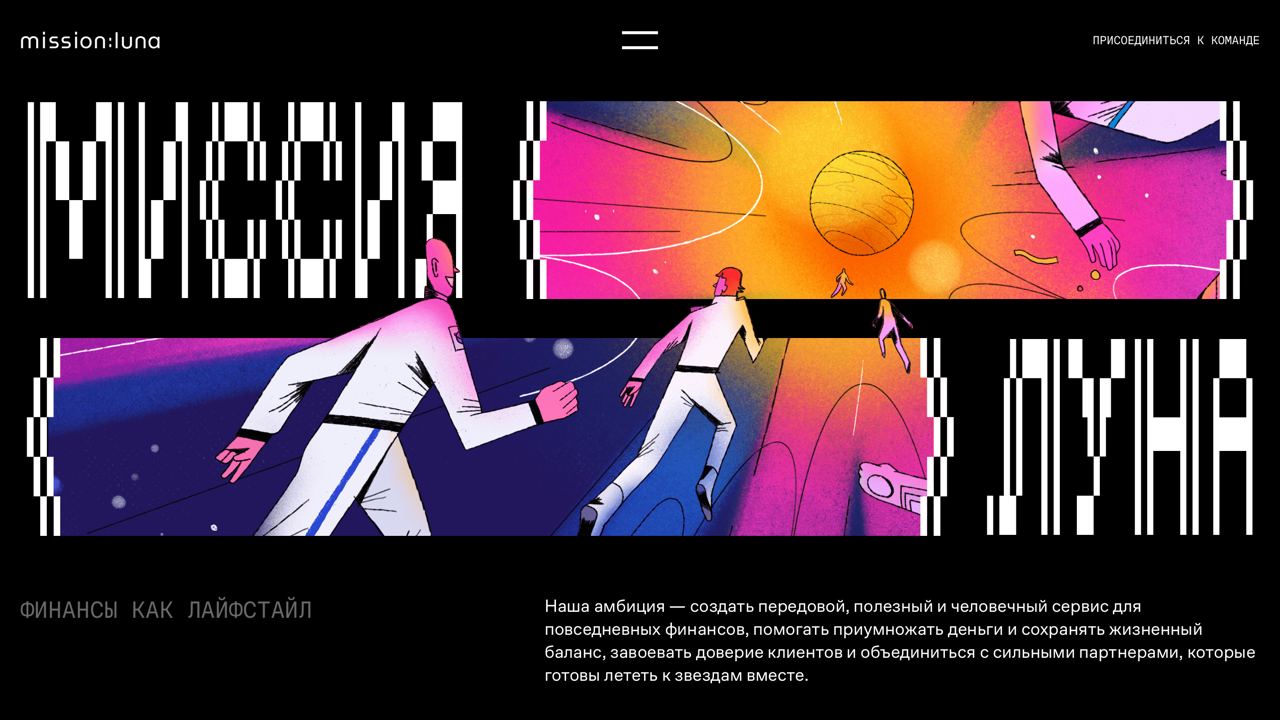 mission:luna
ПРИСОЕДИНИТЬСЯ К КОМАНДЕ
МИССИЯ
ЛУНА
ФИНАНСЫ КАК ЛАЙФСТАЙЛ
Наша амбиция — создать передовой, полезный и человечный сервис для
повседневных финансов, помогать приумножать деньги и сохранять жизненный
баланс, завоевать доверие клиентов и объединиться с сильными партнерами, которые
готовы лететь к звездам вместе.